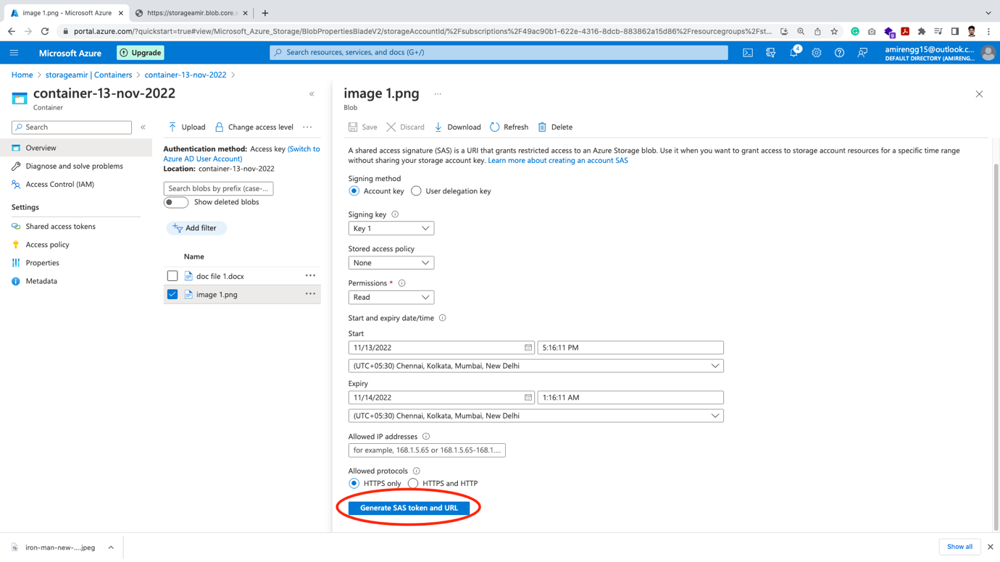 image 1.png - Microsoft Azure
https://storageamir.blob.core.w
portal.azure.com/?quickstart=true#view/Microsoft_Azure_Storage/BlobPropertiesBladeV2/storageAccountId/%2Fsubscriptions%2F49ac90b1-622e-4316-8dcb-883862a15d86%2Fresourcegroups%2Fst...
9
Microsoft Azure
Upgrade
Search resources, services, and docs (G+/)
4
amirengg15@outlook.c...
DEFAULT DIRECTORY (AMIRENG...
Home > storageamir | Containers > container-13-nov-2022 >
container-13-nov-2022
Container
Search
Overview
Diagnose and solve problems
Access Control (IAM)
Settings
Shared access tokens
Access policy
Properties
Metadata
Upload
Change access level
Authentication method: Access key (Switch to
Azure AD User Account)
Location: container-13-nov-2022
Search blobs by prefix (case-...
Show deleted blobs
Add filter
Name
doc file 1.docx
image 1.png
image 1.png
Blob
Save
Discard
Download
Refresh
Delete
A shared access signature (SAS) is a URI that grants restricted access to an Azure Storage blob. Use it when you want to grant access to storage account resources for a specific time range
without sharing your storage account key. Learn more about creating an account SAS
Signing method
Account key
User delegation key
Signing key
Key 1
Stored access policy
None
Permissions *
Read
Start and expiry date/time
Start
11/13/2022
5:16:11 PM
(UTC+05:30) Chennai, Kolkata, Mumbai, New Delhi
Expiry
11/14/2022
1:16:11 AM
(UTC+05:30) Chennai, Kolkata, Mumbai, New Delhi
Allowed IP addresses
for example, 168.1.5.65 or 168.1.5.65-168.1....
Allowed protocols
HTTPS only
HTTPS and HTTP
Generate SAS token and URL
iron-man-new-....jpeg
Show all